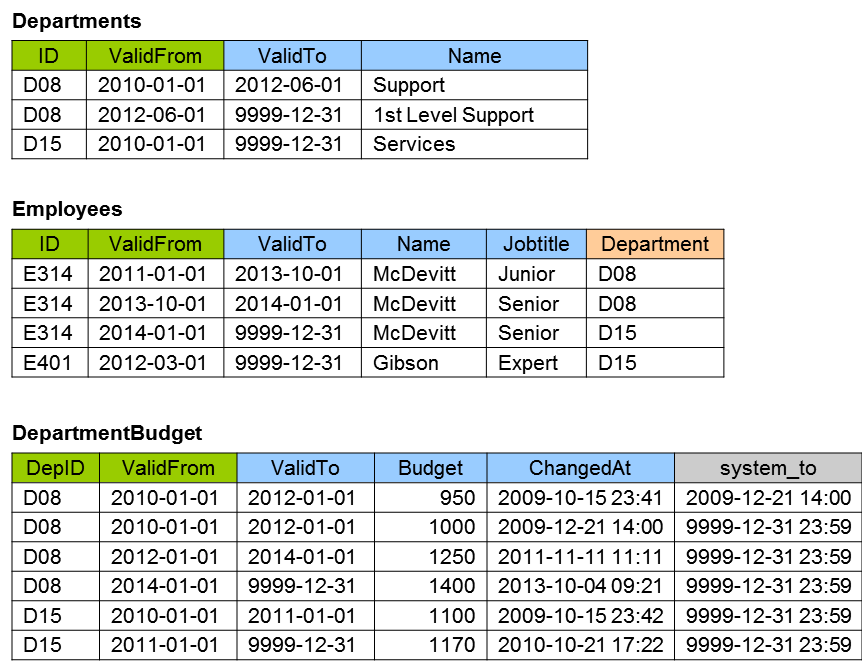 Departments
ID ValidFrom ValidTo Name
D08 2010-01-01 2012-06-01 Support
D08 2012-06-01 9999-12-31 1st Level Support
D15 2010-01-01 9999-12-31 Services
Employees
ID ValidFrom ValidTo Name Jobtitle Department
E314 2011-01-01 2013-10-01 McDevitt Junior D08
E314 2013-10-01 2014-01-01 McDevitt Senior D08
E314 2014-01-01 9999-12-31 McDevitt Senior D15
E401 2012-03-01 9999-12-31 Gibson Expert D15
DepartmentBudget
DepID ValidFrom ValidTo Budget ChangedAt system_to
D08 2010-01-01 2012-01-01 950 2009-10-15 23:41 2009-12-21 14:00
D08 2010-01-01 2012-01-01 1000 2009-12-21 14:00 9999-12-31 23:59
D08 2012-01-01 2014-01-01 1250 2011-11-11 11:11 9999-12-31 23:59
D08 2014-01-01 9999-12-31 1400 2013-10-04 09:21 9999-12-31 23:59
D15 2010-01-01 2011-01-01 1100 2009-10-15 23:42 9999-12-31 23:59
D15 2011-01-01 9999-12-31 1170 2010-10-21 17:22 9999-12-31 23:59